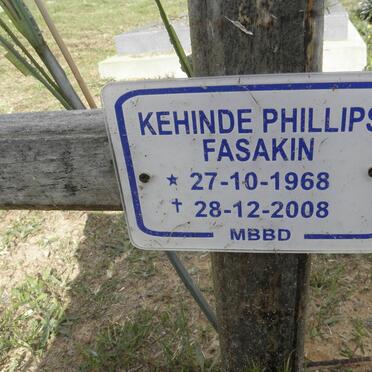 KEHINDE PHILLIPS
FASAKIN
★ 27-10-1968
✝ 28-12-2008
MBBD